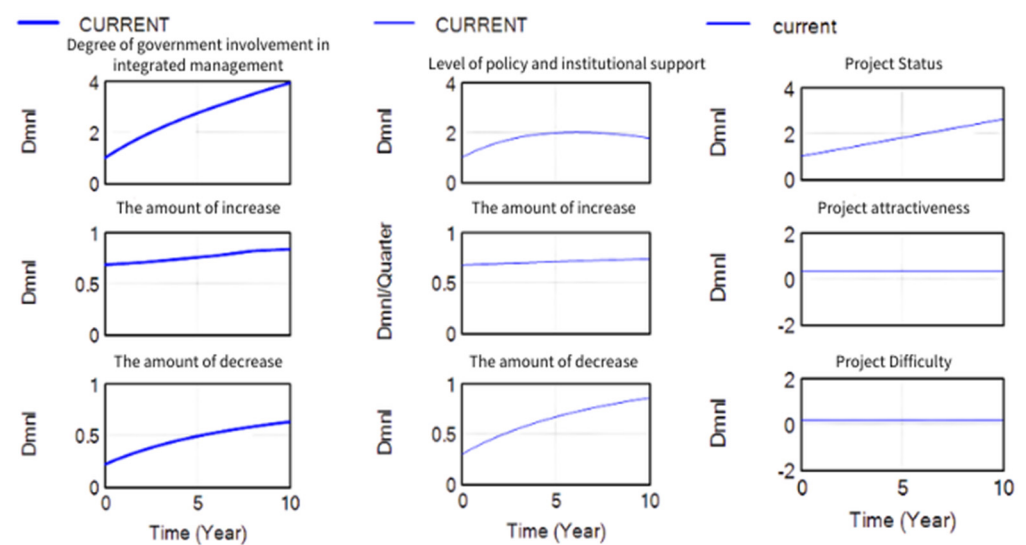 CURRENT
Degree of government involvement in
integrated management
4
2
0
Dmnl
The amount of increase
1
0.5
0
Dmnl
The amount of decrease
1
0.5
0
Dmnl
0 5 10
Time (Year)
CURRENT
Level of policy and institutional support
4
2
0
Dmnl
The amount of increase
1
0.5
0
Dmnl/Quarter
The amount of decrease
1
0.5
0
Dmnl
0 5 10
Time (Year)
current
Project Status
4
2
0
Dmnl
Project attractiveness
2
0
-2
Dmnl
Project Difficulty
2
0
-2
Dmnl
0 5 10
Time (Year)